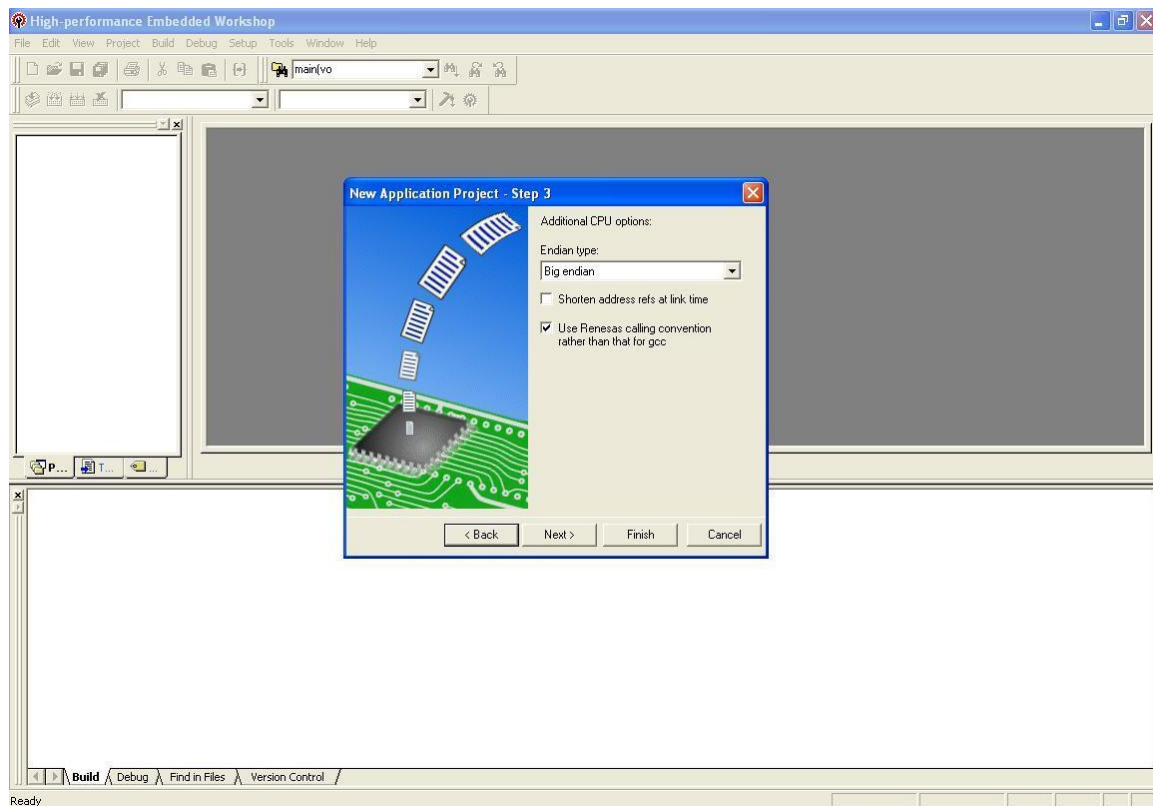 High-performance Embedded Workshop
File Edit View Project Build Debug Setup Tools Window Help
main(vo
New Application Project - Step 3
Additional CPU options:
Endian type:
Big endian
Shorten address refs at link time
Use Renesas calling convention
rather than that for gcc
P... T... ...
< Back Next > Finish Cancel
Build Debug Find in Files Version Control
Ready